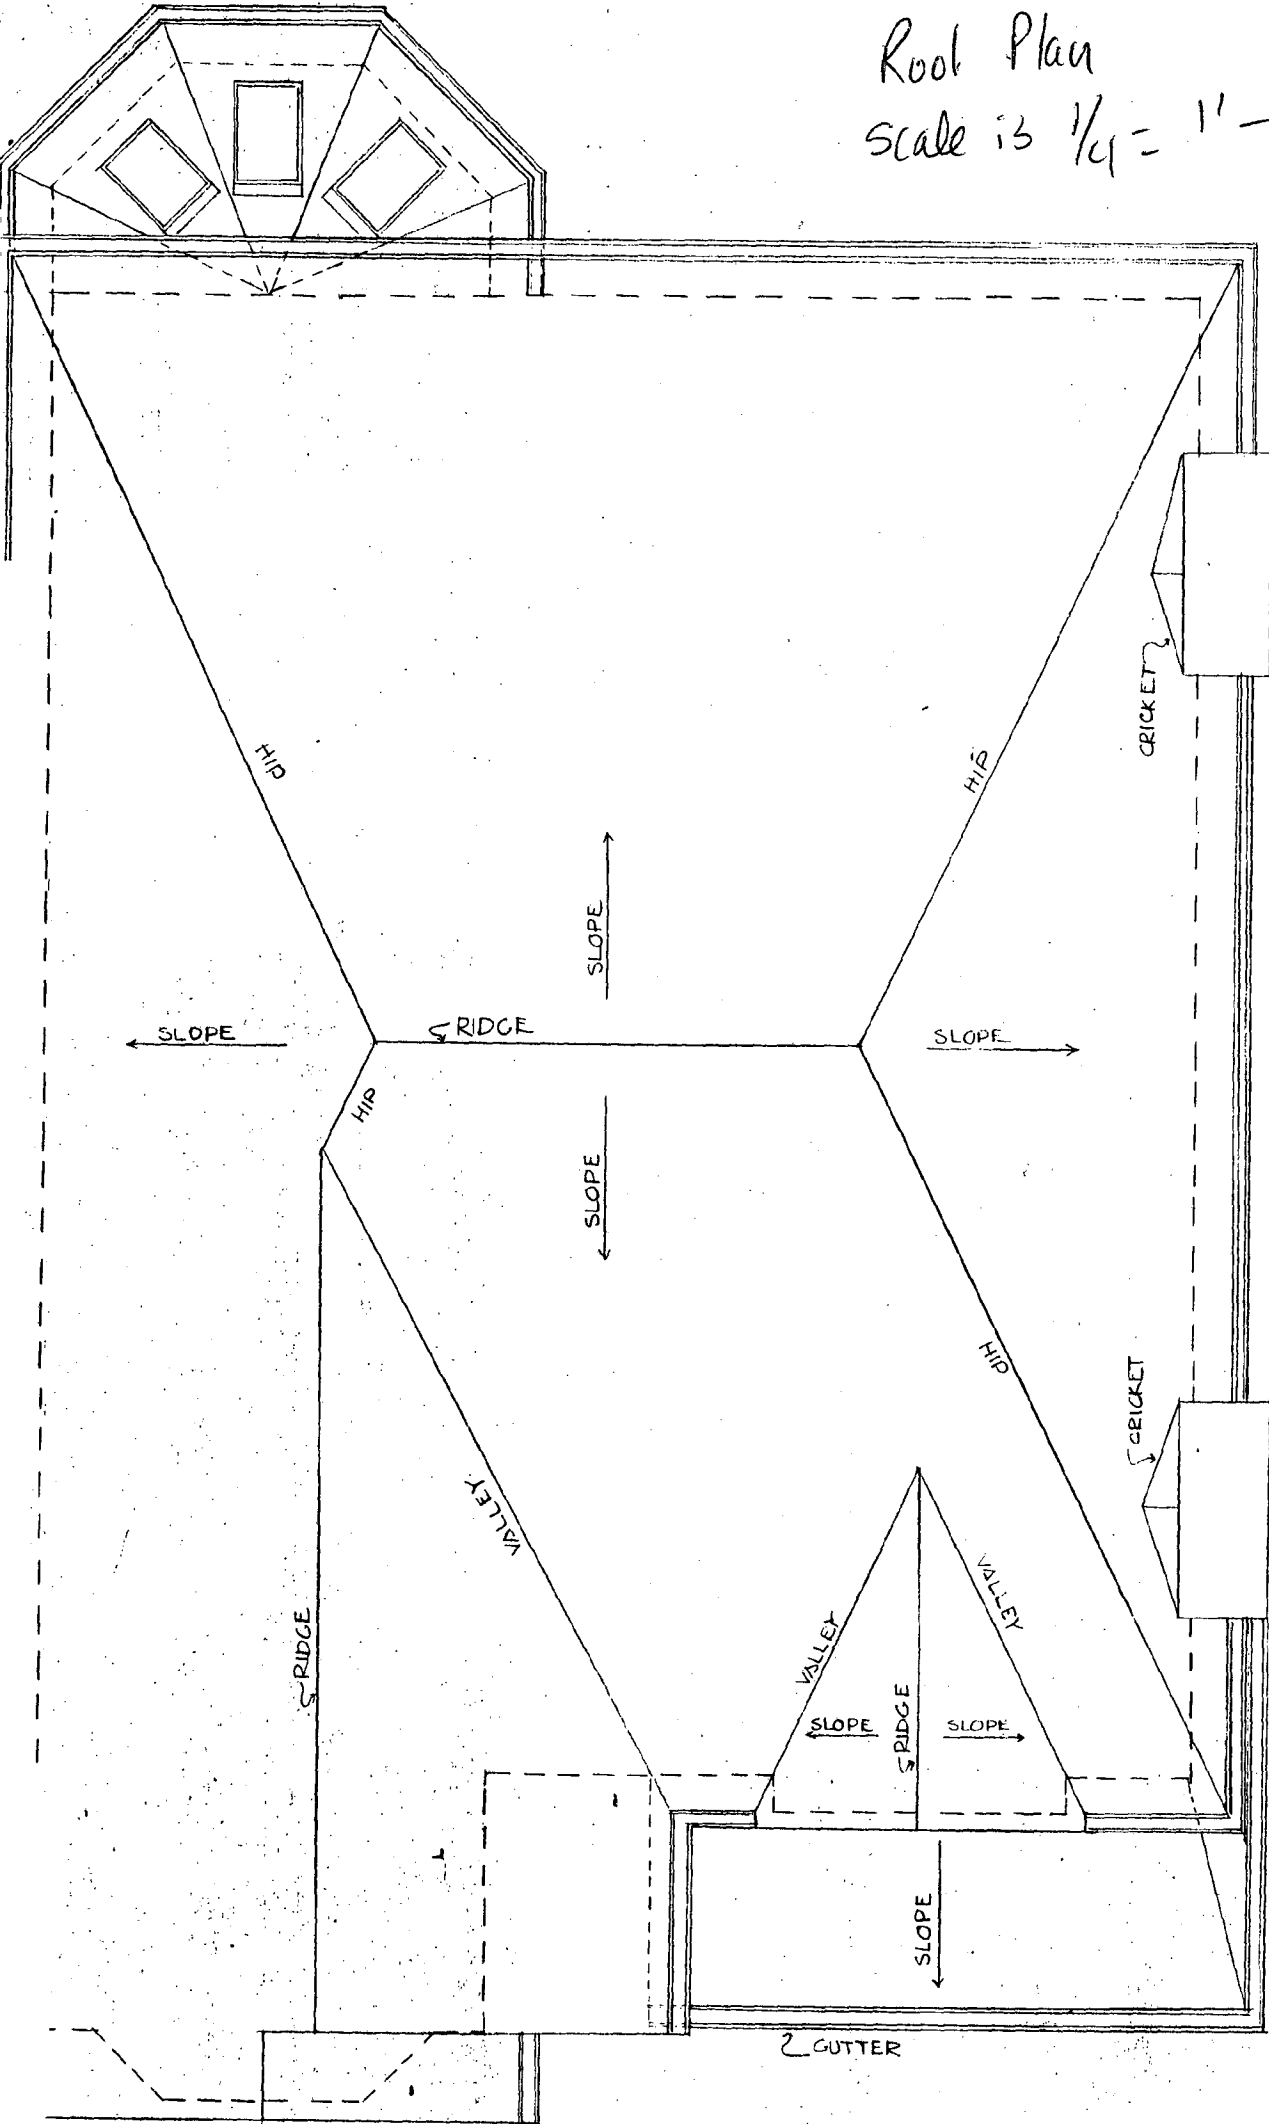 Roof Plan
scale is 1/4 = 1' -
HIP
HIP
CRICKET
SLOPE
SLOPE
RIDGE
SLOPE
HIP
SLOPE
HIP
CRICKET
VALLEY
VALLEY
VALLEY
RIDGE
SLOPE
RIDGE
SLOPE
SLOPE
GUTTER